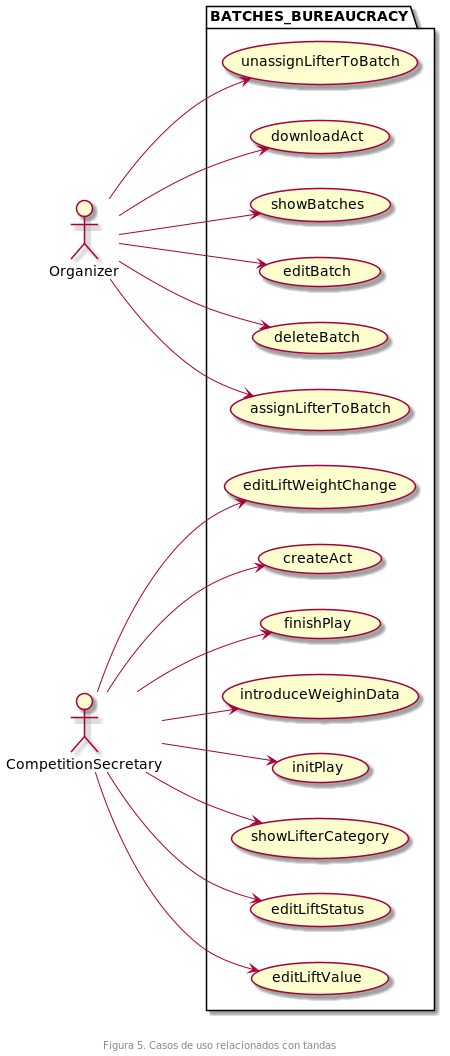 BATCHES_BUREAUCRACY
unassignLifterToBatch
downloadAct
showBatches
Organizer
editBatch
deleteBatch
assignLifterToBatch
editLiftWeightChange
createAct
finishPlay
introduceWeighinData
CompetitionSecretary
initPlay
showLifterCategory
editLiftStatus
editLiftValue
Figura 5. Casos de uso relacionados con tandas